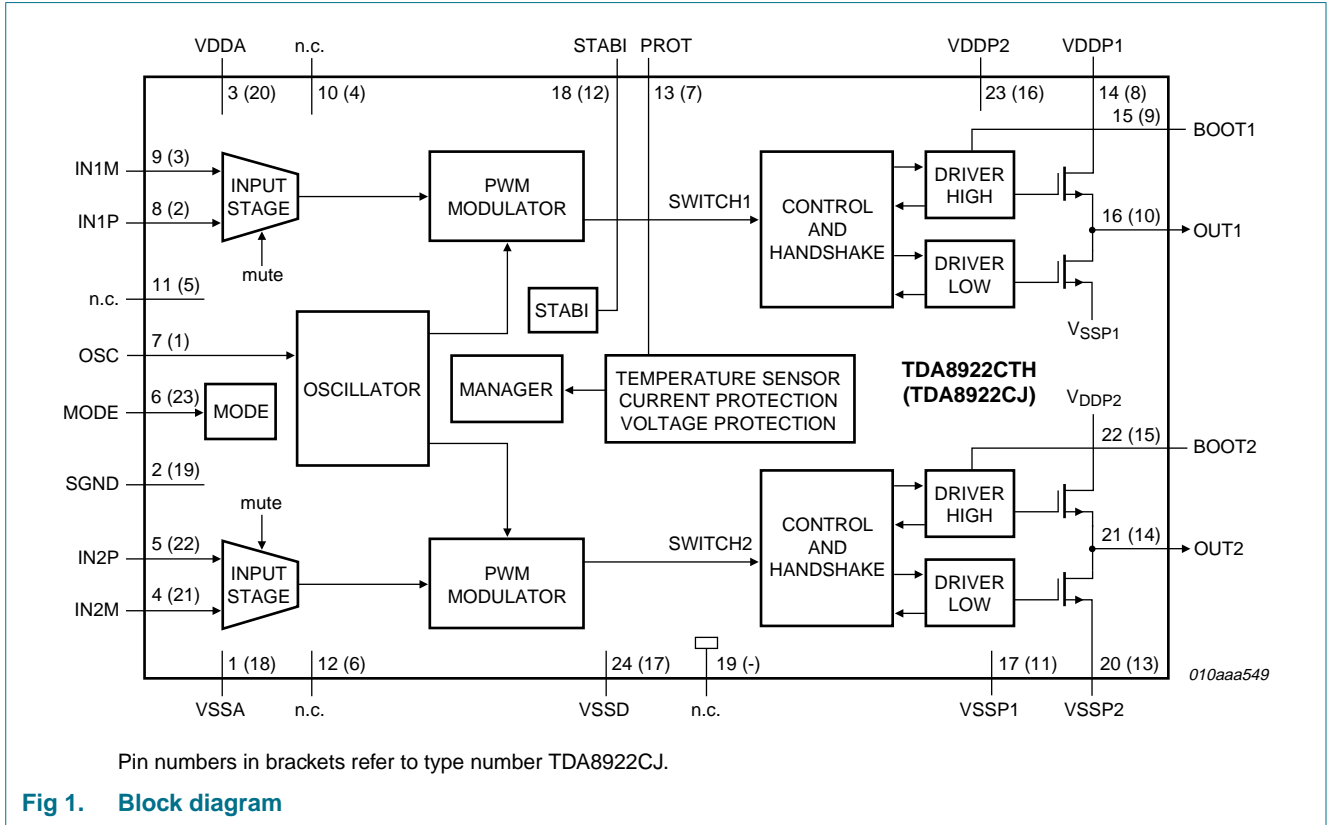 VDDA n.c. STABI PROT VDDP2 VDDP1
3 (20) 10 (4) 18 (12) 13 (7) 23 (16) 14 (8)
15 (9) BOOT1
IN1M 9 (3)
INPUT
STAGE
PWM
MODULATOR
DRIVER
HIGH
IN1P 8 (2)
SWITCH1
CONTROL
AND
HANDSHAKE
16 (10) OUT1
mute
DRIVER
LOW
n.c. 11 (5)
STABI
VSSP1
OSC 7 (1)
OSCILLATOR
MANAGER
TEMPERATURE SENSOR
CURRENT PROTECTION
VOLTAGE PROTECTION
TDA8922CTH
(TDA8922CJ)
MODE 6 (23) MODE
VDDP2
22 (15) BOOT2
SGND 2 (19)
mute
DRIVER
HIGH
IN2P 5 (22)
INPUT
STAGE
PWM
MODULATOR
SWITCH2
CONTROL
AND
HANDSHAKE
21 (14) OUT2
IN2M 4 (21)
DRIVER
LOW
1 (18) 12 (6) 24 (17) 19 (-) 17 (11) 20 (13)
010aaa549
VSSA n.c. VSSD n.c. VSSP1 VSSP2
Pin numbers in brackets refer to type number TDA8922CJ.
Fig 1. Block diagram